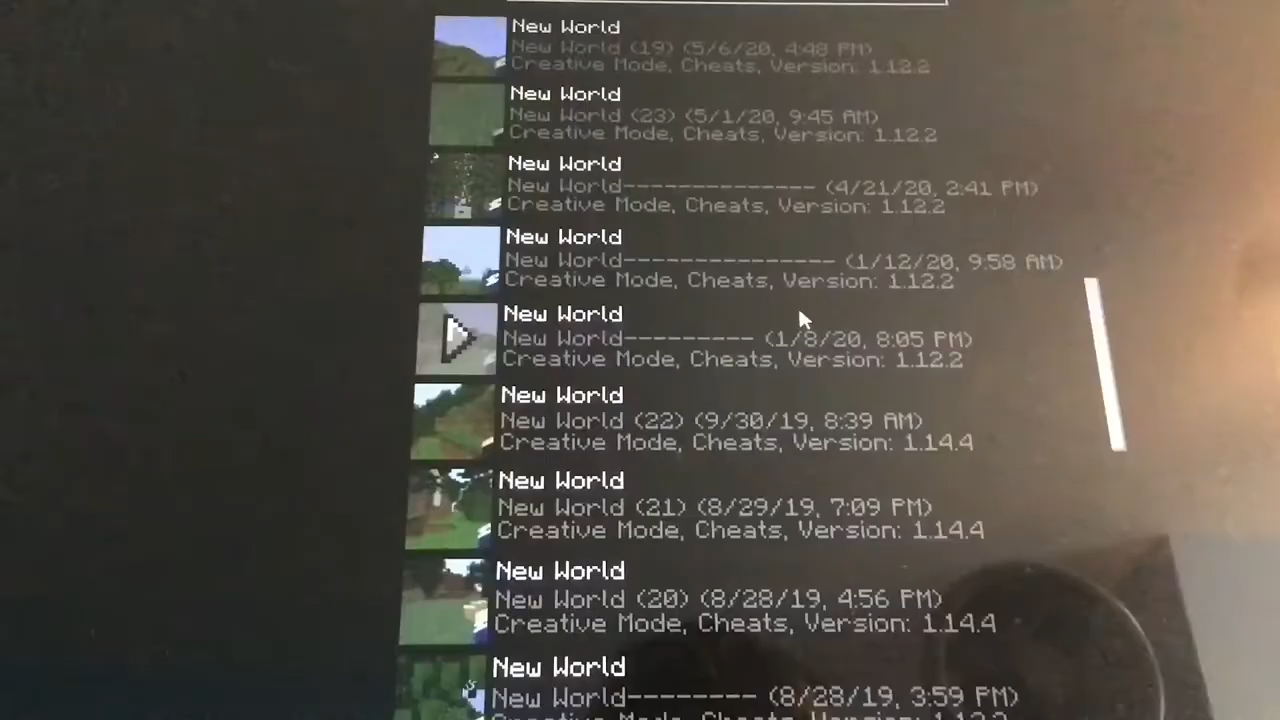 New World
New World (19) (5/6/20, 4:48 PM)
Creative Mode, Cheats, Version: 1.12.2
New World
New World (23) (5/1/20, 9:45 AM)
Creative Mode, Cheats, Version: 1.12.2
New World
New World-------------- (4/21/20, 2:41 PM)
Creative Mode, Cheats, Version: 1.12.2
New World
New World--------------- (1/12/20, 9:58 AM)
Creative Mode, Cheats, Version: 1.12.2
New World
New World--------- (1/8/20, 8:05 PM)
Creative Mode, Cheats, Version: 1.12.2
New World
New World (22) (9/30/19, 8:39 AM)
Creative Mode, Cheats, Version: 1.14.4
New World
New World (21) (8/29/19, 7:09 PM)
Creative Mode, Cheats, Version: 1.14.4
New World
New World (20) (8/28/19, 4:56 PM)
Creative Mode, Cheats, Version: 1.14.4
New World
New World-------- (8/28/19, 3:59 PM)
Creative Mode, Cheats, Version: 1.12.2